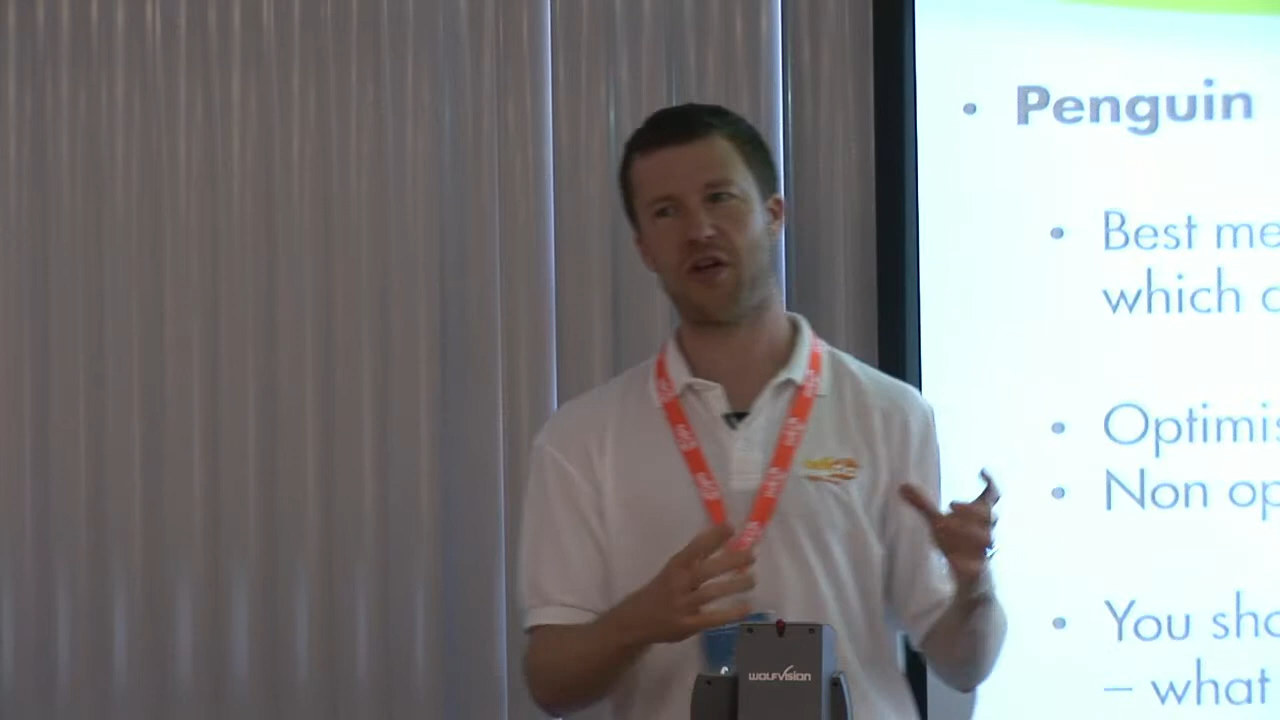 Penguin
Best me
which
Optimis
Non op
You sho
– what
WOLFVISION